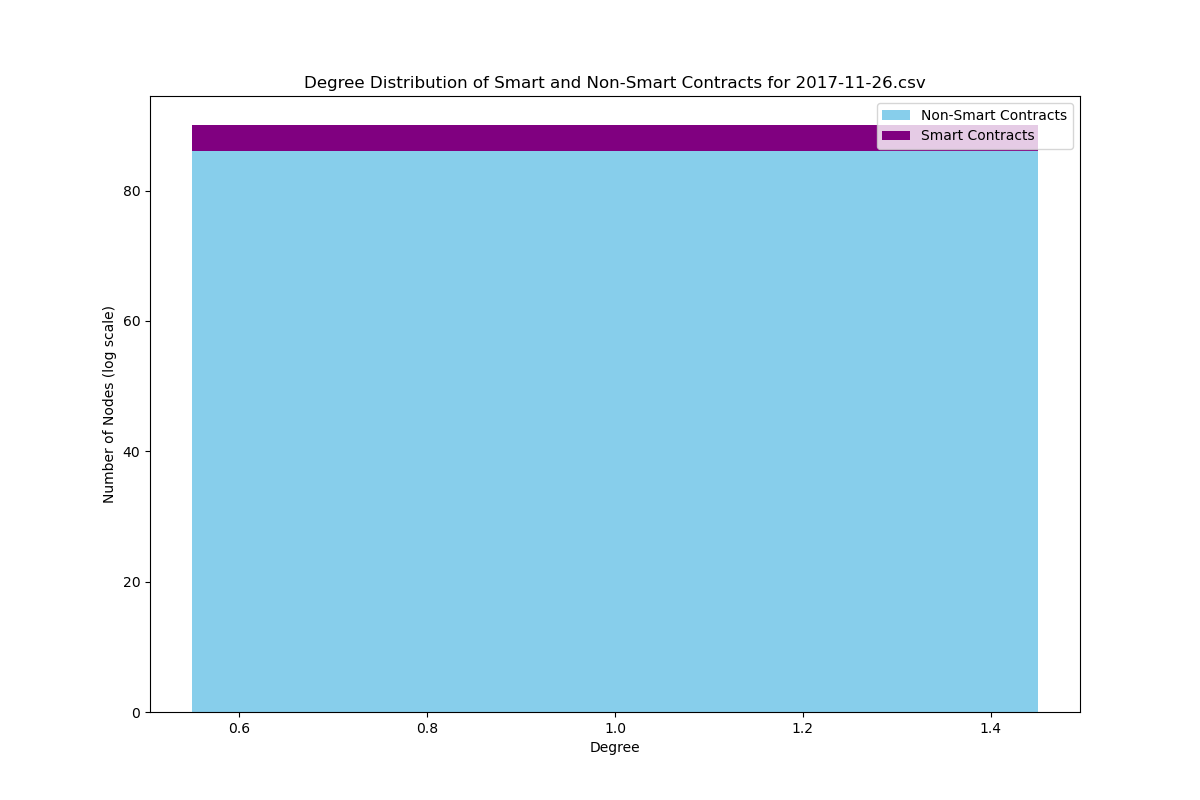 Degree Distribution of Smart and Non-Smart Contracts for 2017-11-26.csv
Non-Smart Contracts
Smart Contracts
80
60
40
20
0
Number of Nodes (log scale)
0.6 0.8 1.0 1.2 1.4
Degree